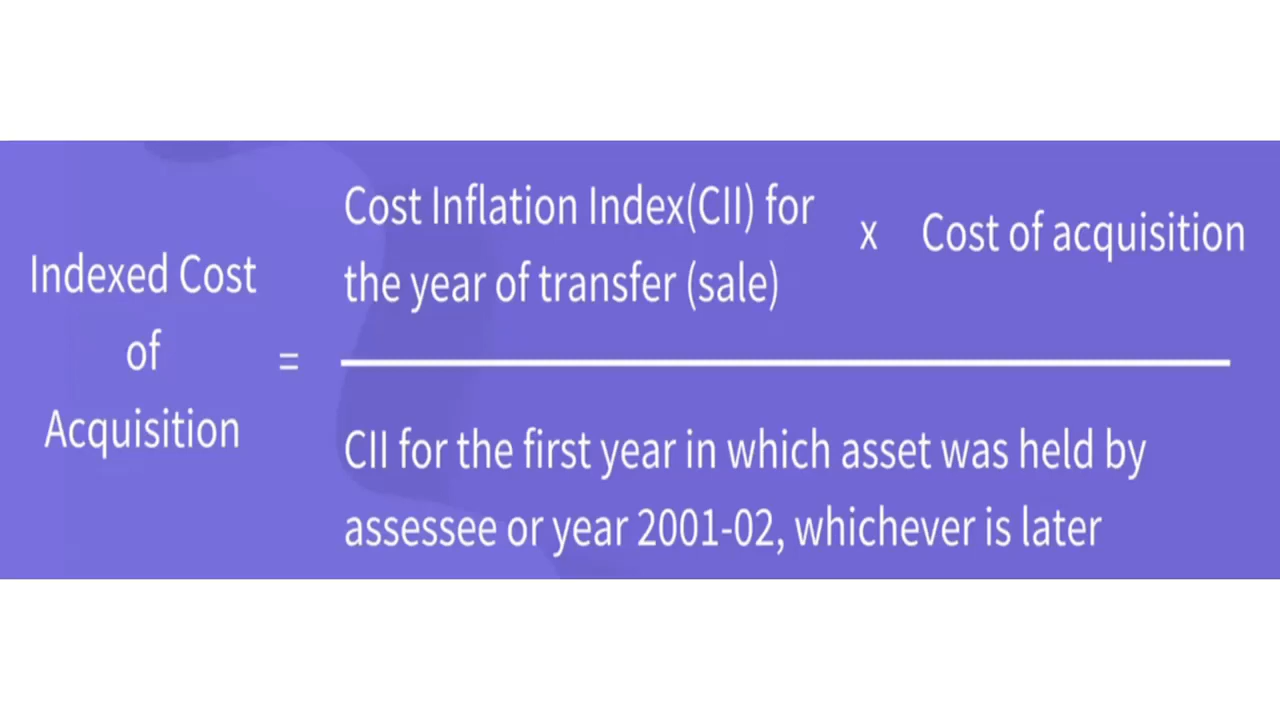 Indexed Cost
of
Acquisition
=
Cost Inflation Index(CII) for
the year of transfer (sale)
x Cost of acquisition
CII for the first year in which asset was held by
assessee or year 2001-02, whichever is later